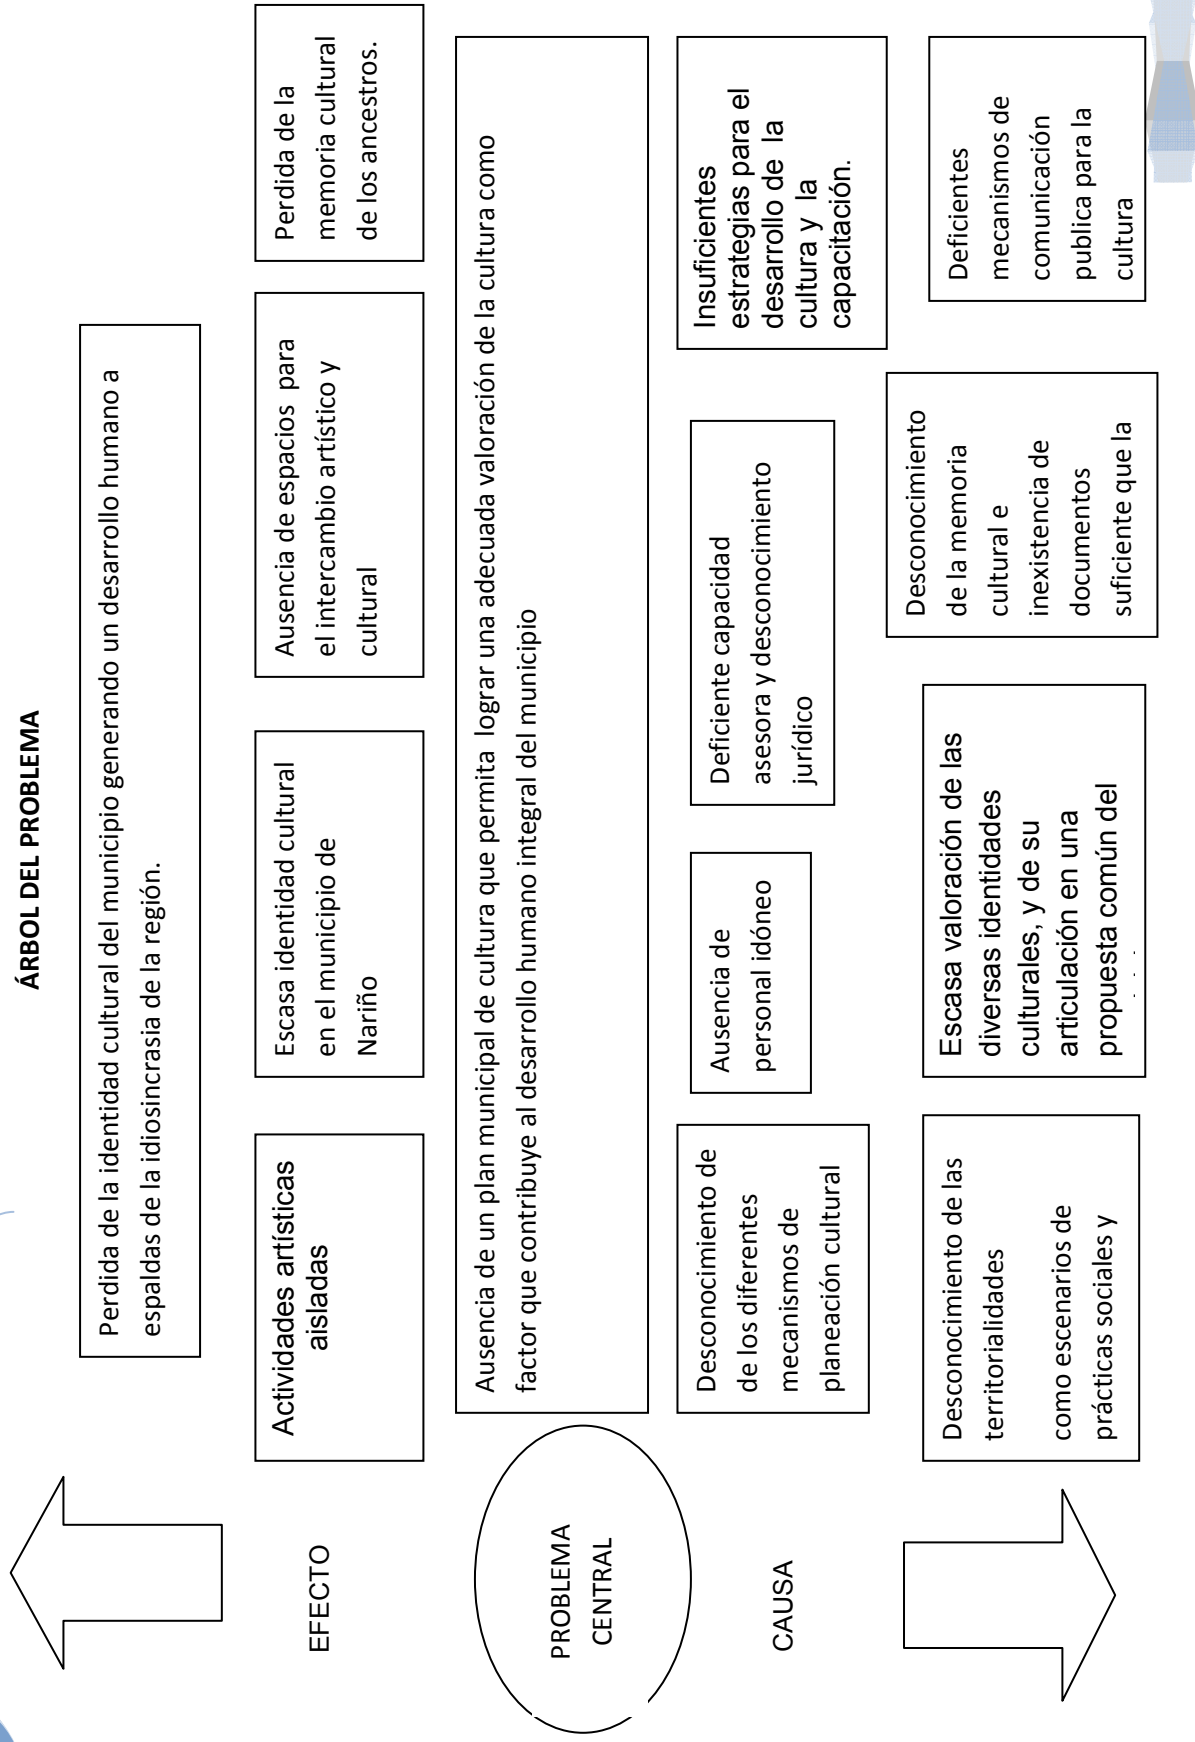 ÁRBOL DEL PROBLEMA
Perdida de la identidad cultural del municipio generando un desarrollo humano a
espaldas de la idiosincrasia de la región.
EFECTO
Actividades artísticas
aisladas
Escasa identidad cultural
en el municipio de
Nariño
Ausencia de espacios para
el intercambio artístico y
cultural
Perdida de la
memoria cultural
de los ancestros.
PROBLEMA
CENTRAL
Ausencia de un plan municipal de cultura que permita lograr una adecuada valoración de la cultura como
factor que contribuye al desarrollo humano integral del municipio
CAUSA
Desconocimiento de
de los diferentes
mecanismos de
planeación cultural
Ausencia de
personal idóneo
Deficiente capacidad
asesora y desconocimiento
jurídico
Insuficientes
estrategias para el
desarrollo de la
cultura y la
capacitación.
Desconocimiento de las
territorialidades
como escenarios de
prácticas sociales y
Escasa valoración de las
diversas identidades
culturales, y de su
articulación en una
propuesta común del
Desconocimiento
de la memoria
cultural e
inexistencia de
documentos
suficiente que la
Deficientes
mecanismos de
comunicación
publica para la
cultura